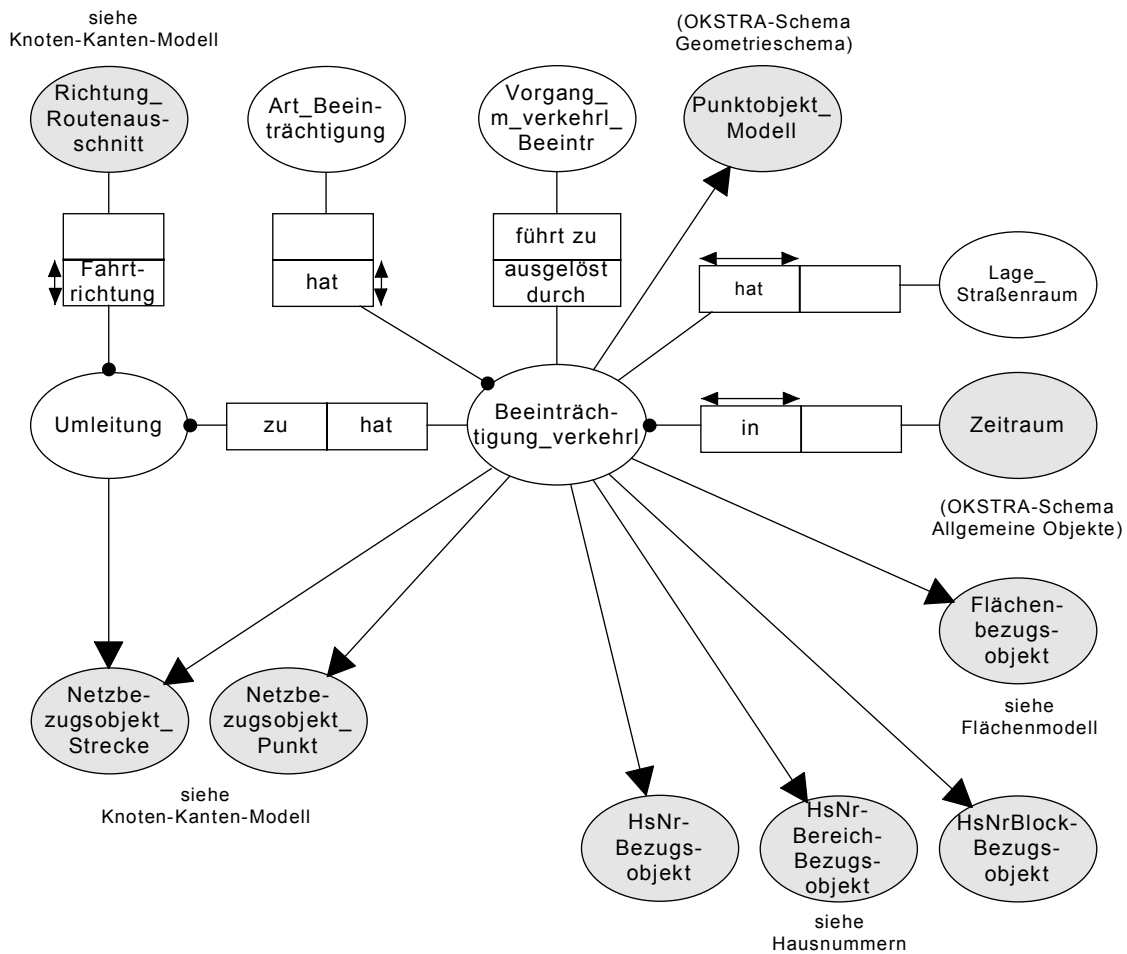 siehe
Knoten-Kanten-Modell
(OKSTRA-Schema
Geometrieschema)
Richtung_
Routenaus-
schnitt
Art_Beein-
trächtigung
Vorgang_
m_verkehrl_
Beeintr
Punktobjekt_
Modell
Fahrt-
richtung
hat
führt zu
ausgelöst
durch
hat
Lage_
Straßenraum
Umleitung
zu
hat
Beeinträch-
tigung_verkehrl
in
Zeitraum
(OKSTRA-Schema
Allgemeine Objekte)
Flächen-
bezugs-
objekt
siehe
Flächenmodell
Netzbe-
zugsobjekt_
Strecke
Netzbe-
zugsobjekt_
Punkt
siehe
Knoten-Kanten-Modell
HsNr-
Bezugs-
objekt
HsNr-
Bereich-
Bezugs-
objekt
HsNrBlock-
Bezugs-
objekt
siehe
Hausnummern